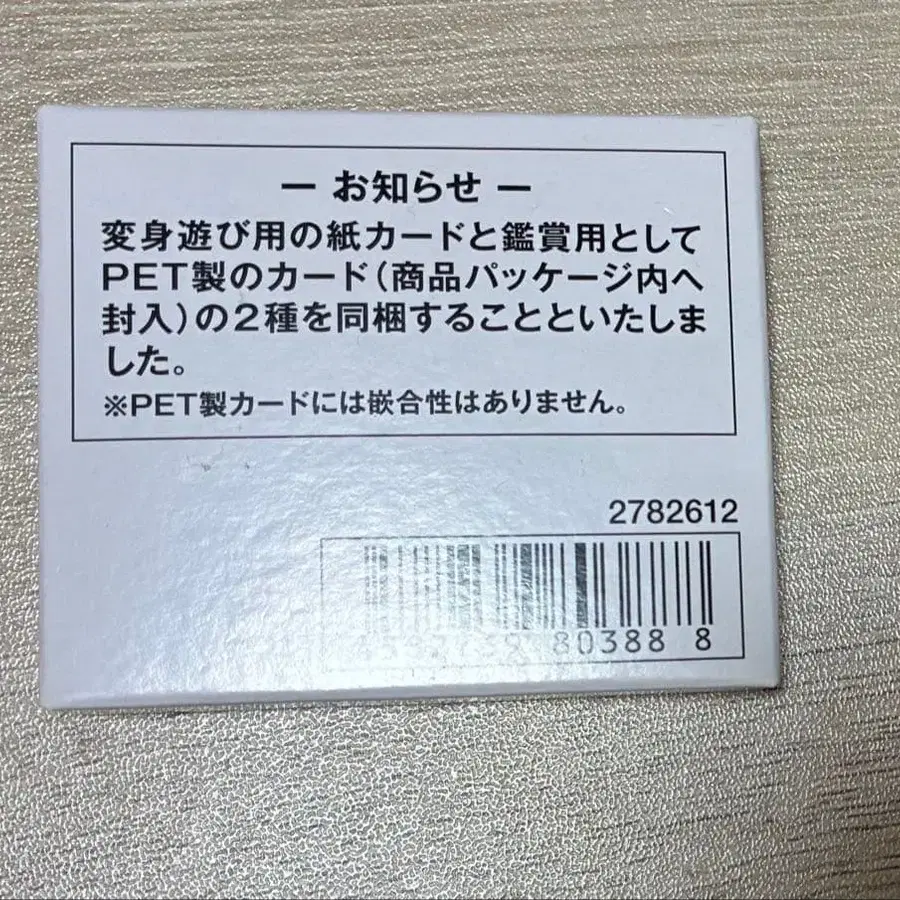 — お知らせ —
変身遊び用の紙カードと鑑賞用として
PET製のカード(商品パッケージ内へ
封入)の2種を同梱することといたしま
した。
※PET製カードには嵌合性はありません。
2782612
80388 8